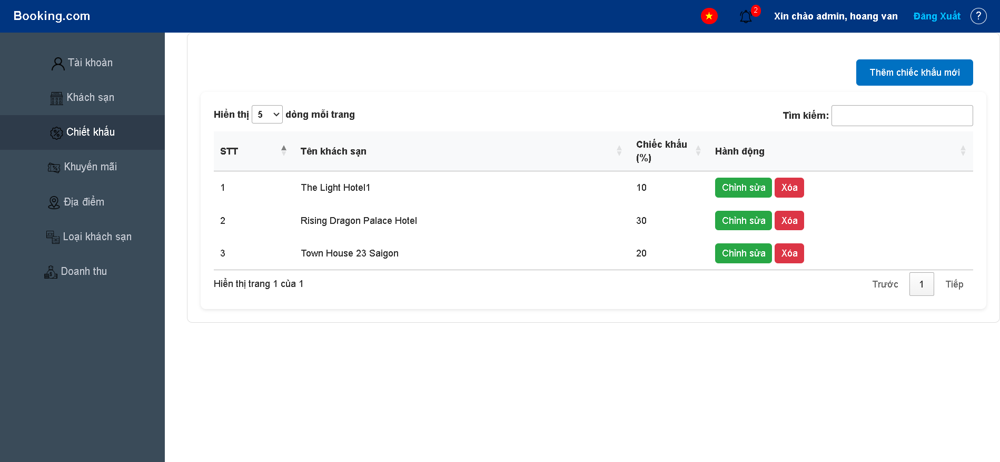 Booking.com
2
Xin chào admin, hoang van
Đăng Xuất
?
Tài khoản
Khách sạn
Chiết khấu
Khuyến mãi
Địa điểm
Loại khách sạn
Doanh thu
Thêm chiếc khấu mới
Hiển thị 5 dòng mỗi trang
Tìm kiếm:
STT Tên khách sạn Chiếc khấu (%) Hành động
1 The Light Hotel1 10 Chỉnh sửa Xóa
2 Rising Dragon Palace Hotel 30 Chỉnh sửa Xóa
3 Town House 23 Saigon 20 Chỉnh sửa Xóa
Hiển thị trang 1 của 1
Trước 1 Tiếp